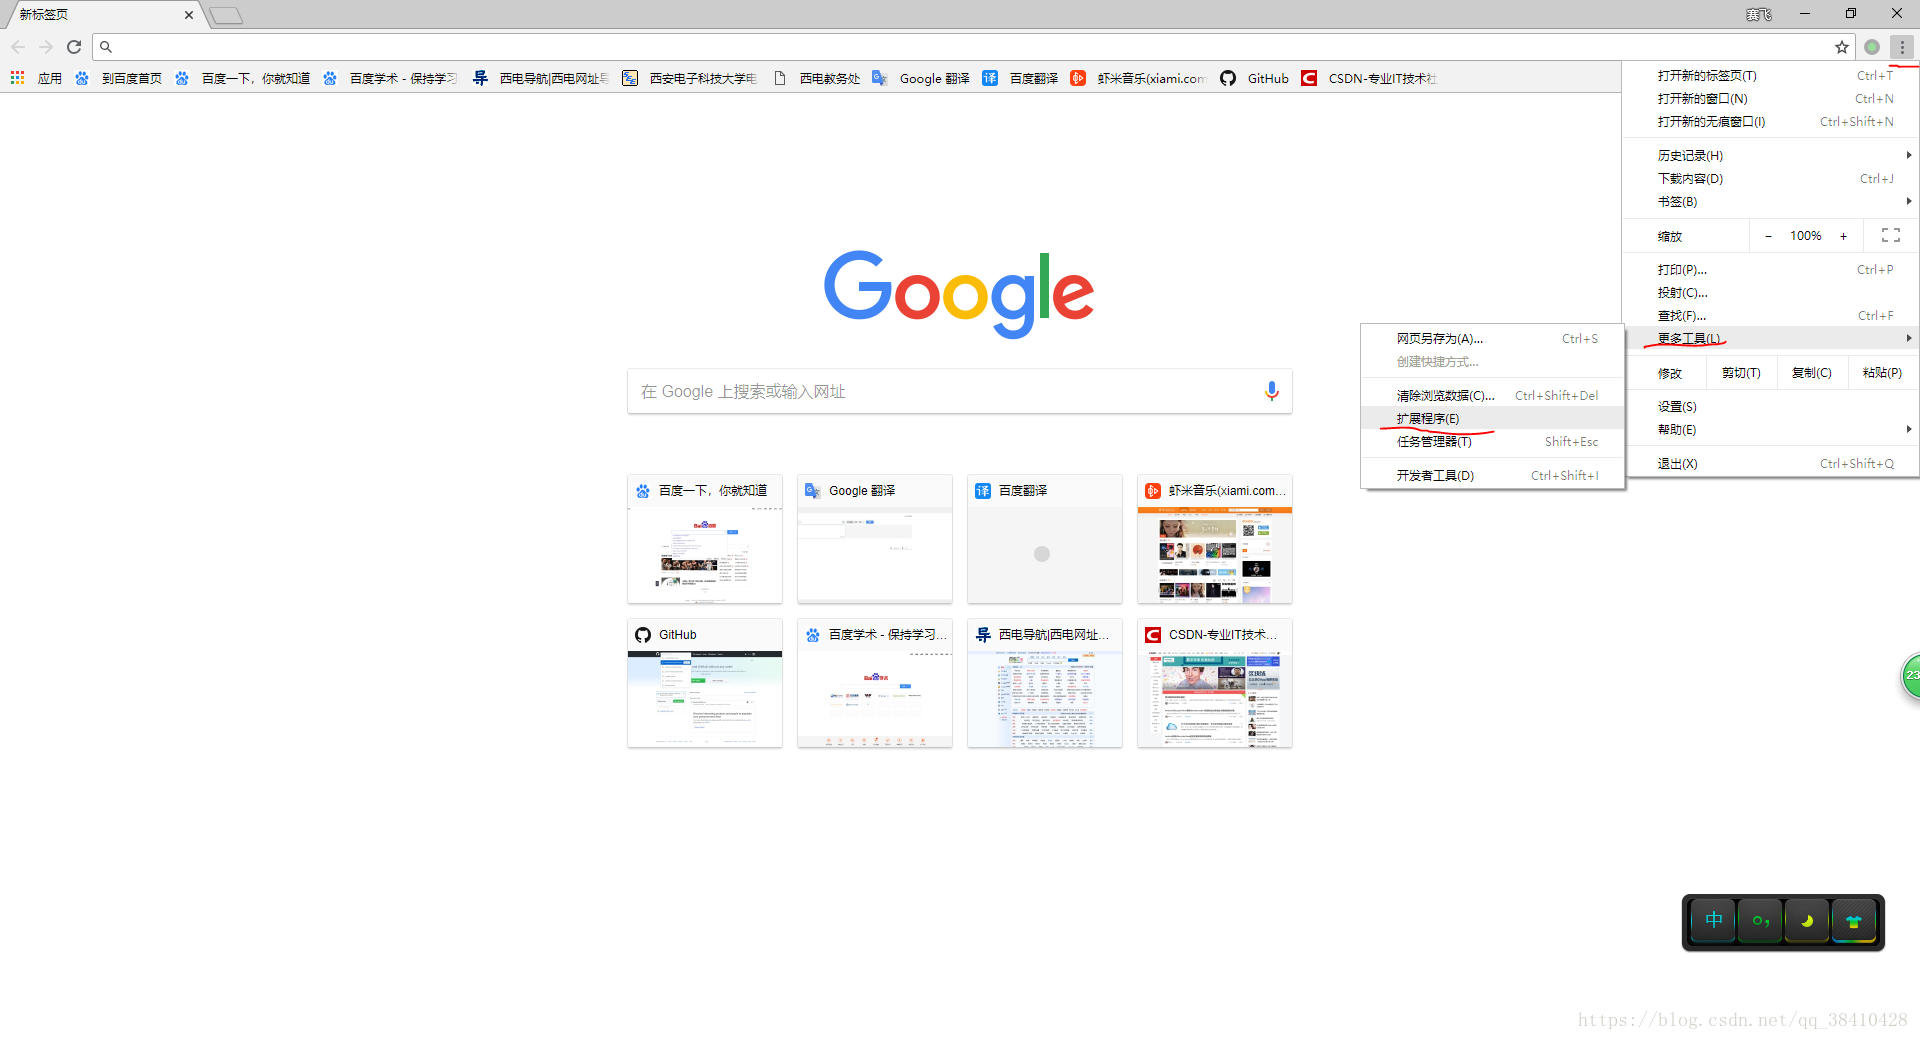 新标签页
赛飞
应用
到百度首页
百度一下，你就知道
百度学术 - 保持学习
西电导航|西电网址导
西安电子科技大学电
西电教务处
Google 翻译
百度翻译
虾米音乐(xiami.com
GitHub
CSDN-专业IT技术社
打开新的标签页(T) Ctrl+T
打开新的窗口(N) Ctrl+N
打开新的无痕窗口(I) Ctrl+Shift+N
历史记录(H)
下载内容(D) Ctrl+J
书签(B)
缩放 - 100% +
打印(P)... Ctrl+P
投射(C)...
查找(F)... Ctrl+F
更多工具(L)
修改 剪切(T) 复制(C) 粘贴(P)
设置(S)
帮助(E)
退出(X) Ctrl+Shift+Q
网页另存为(A)... Ctrl+S
创建快捷方式...
清除浏览数据(C)... Ctrl+Shift+Del
扩展程序(E)
任务管理器(T) Shift+Esc
开发者工具(D) Ctrl+Shift+I
Google
在 Google 上搜索或输入网址
百度一下，你就知道
Google 翻译
百度翻译
虾米音乐(xiami.com...
GitHub
百度学术 - 保持学习...
西电导航|西电网址...
CSDN-专业IT技术...
23
中
https://blog.csdn.net/qq_38410428